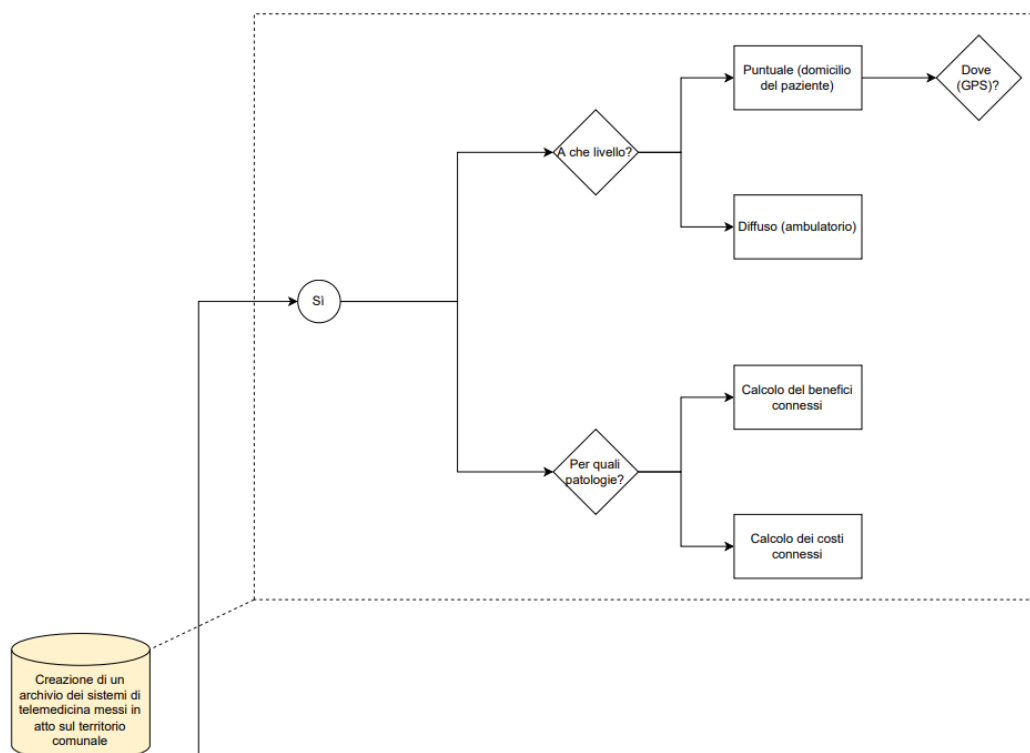 Puntuale (domicilio
del paziente)
Dove
(GPS)?
A che livello?
Diffuso (ambulatorio)
Sì
Calcolo del benefici
connessi
Per quali
patologie?
Calcolo dei costi
connessi
Creazione di un
archivio dei sistemi di
telemedicina messi in
atto sul territorio
comunale